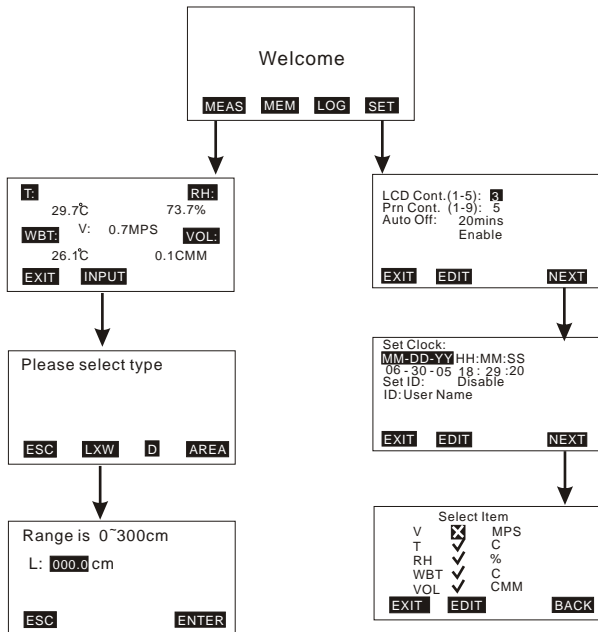 Welcome
MEAS MEM LOG SET
T: RH:
29.7°C 73.7%
WBT: V: 0.7MPS VOL:
26.1°C 0.1CMM
EXIT INPUT
Please select type
ESC LXW D AREA
Range is 0~300cm
L: 000.0 cm
ESC ENTER
LCD Cont.(1-5): 3
Prn Cont. (1-9): 5
Auto Off: 20mins
Enable
EXIT EDIT NEXT
Set Clock:
MM-DD-YY HH:MM:SS
06-30-05 18:29:20
Set ID: Disable
ID:User Name
EXIT EDIT NEXT
Select Item
V MPS
T C
RH %
WBT C
VOL CMM
EXIT EDIT BACK